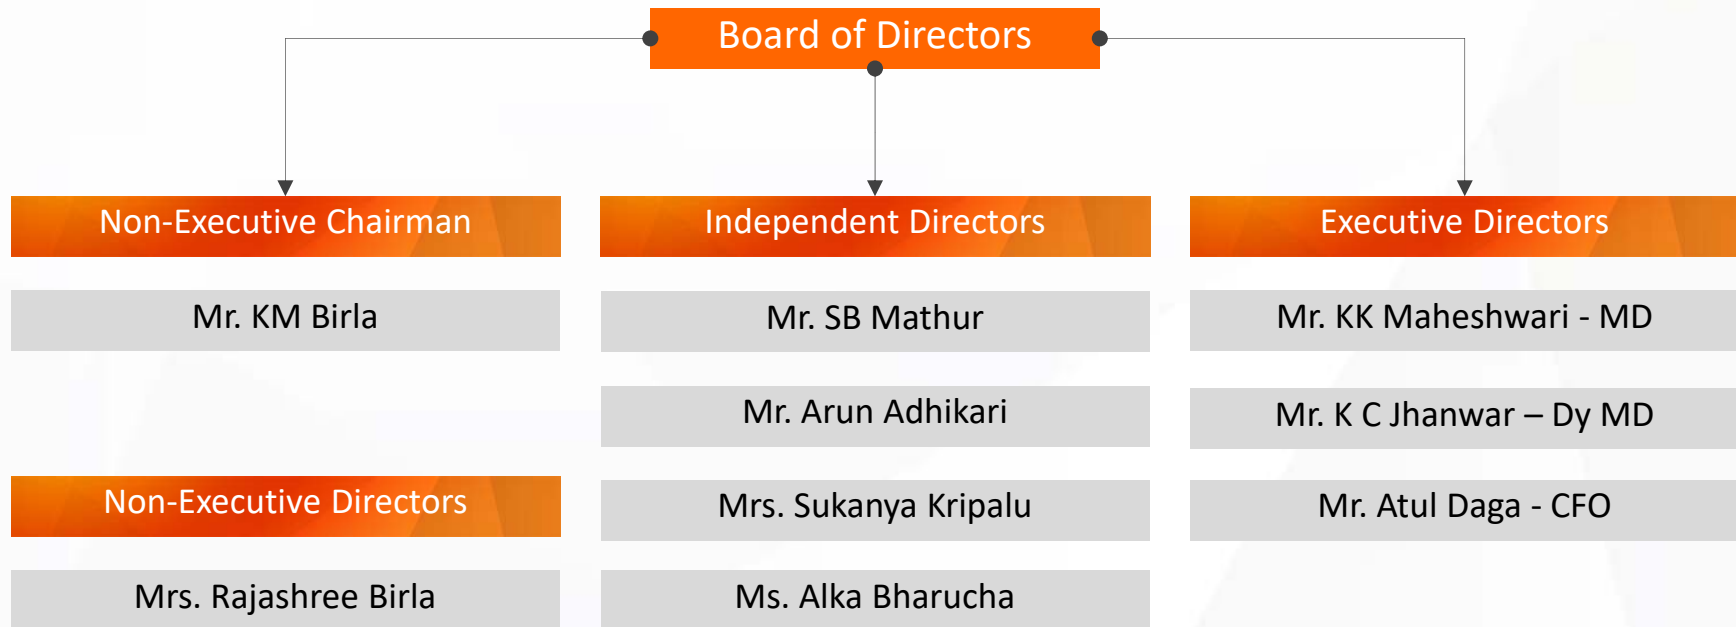 Board of Directors
Non-Executive Chairman
Mr. KM Birla
Non-Executive Directors
Mrs. Rajashree Birla
Independent Directors
Mr. SB Mathur
Mr. Arun Adhikari
Mrs. Sukanya Kripalu
Ms. Alka Bharucha
Executive Directors
Mr. KK Maheshwari - MD
Mr. K C Jhanwar – Dy MD
Mr. Atul Daga - CFO